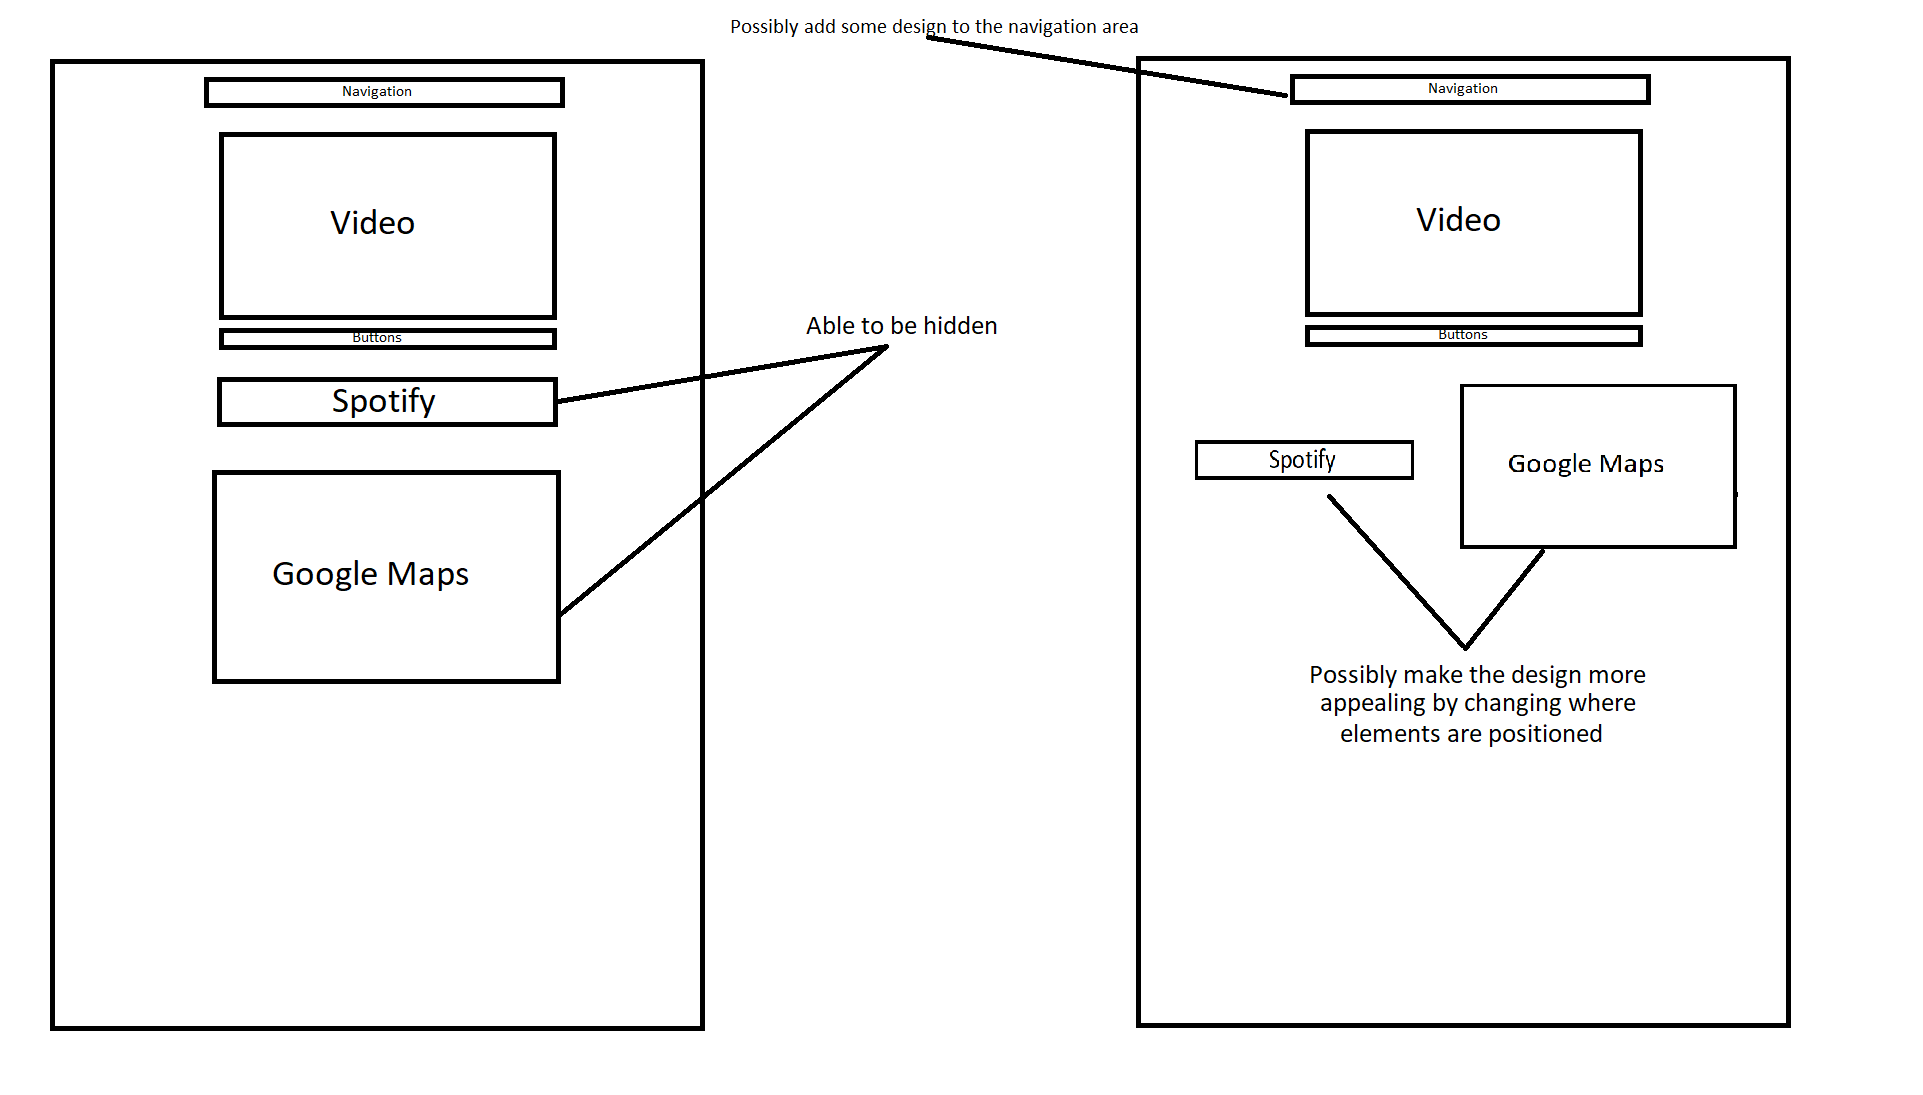 Possibly add some design to the navigation area
Navigation
Video
Buttons
Spotify
Google Maps
Able to be hidden
Navigation
Video
Buttons
Spotify
Google Maps
Possibly make the design more
appealing by changing where
elements are positioned